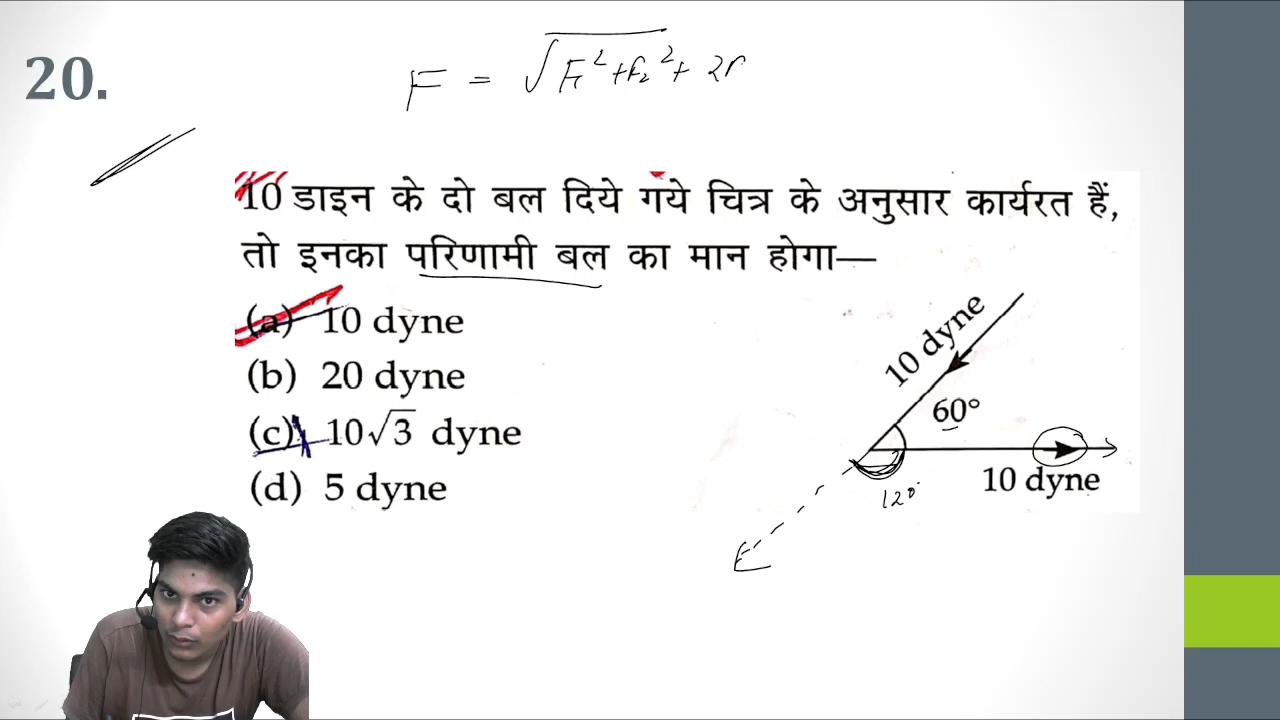 20.
F = √F₁² + F₂² + 2F
10 डाइन के दो बल दिये गये चित्र के अनुसार कार्यरत हैं,
तो इनका परिणामी बल का मान होगा—
(a) 10 dyne
(b) 20 dyne
(c) 10√3 dyne
(d) 5 dyne
10 dyne
60°
10 dyne
120°